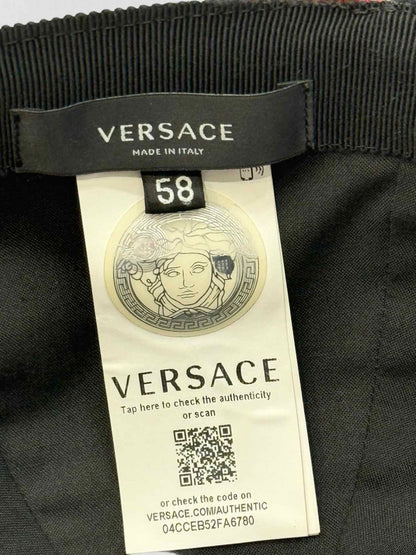 VERSACE
MADE IN ITALY
58
VERSACE
Tap here to check the authenticity
or scan
or check the code on
VERSACE.COM/AUTHENTIC
04CCEB52FA6780